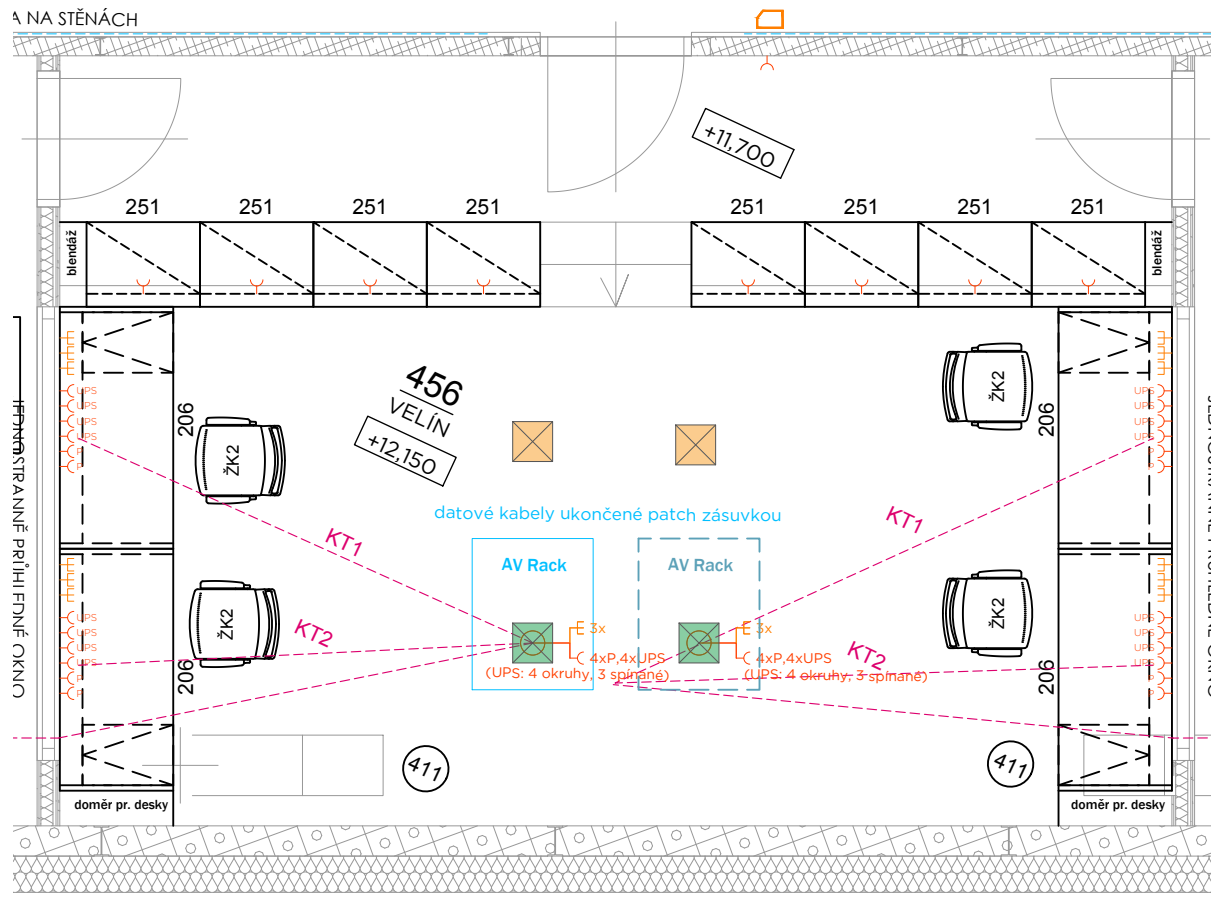 A NA STĚNÁCH
+11,700
251
251
251
251
251
251
251
251
blendáž
blendáž
UPS
UPS
UPS
UPS
P
P
206
ŽK2
456
VELÍN
+12,150
ŽK2
206
UPS
UPS
UPS
UPS
P
P
JEDNOSTRANNĚ PRŮHLEDNÉ OKNO
datové kabely ukončené patch zásuvkou
KT1
KT1
AV Rack
AV Rack
UPS
UPS
UPS
UPS
P
P
206
ŽK2
KT2
3x
4xP,4xUPS
(UPS: 4 okruhy, 3 spínané)
3x
4xP,4xUPS
(UPS: 4 okruhy, 3 spínané)
KT2
ŽK2
206
UPS
UPS
UPS
UPS
P
P
411
411
doměr pr. desky
doměr pr. desky